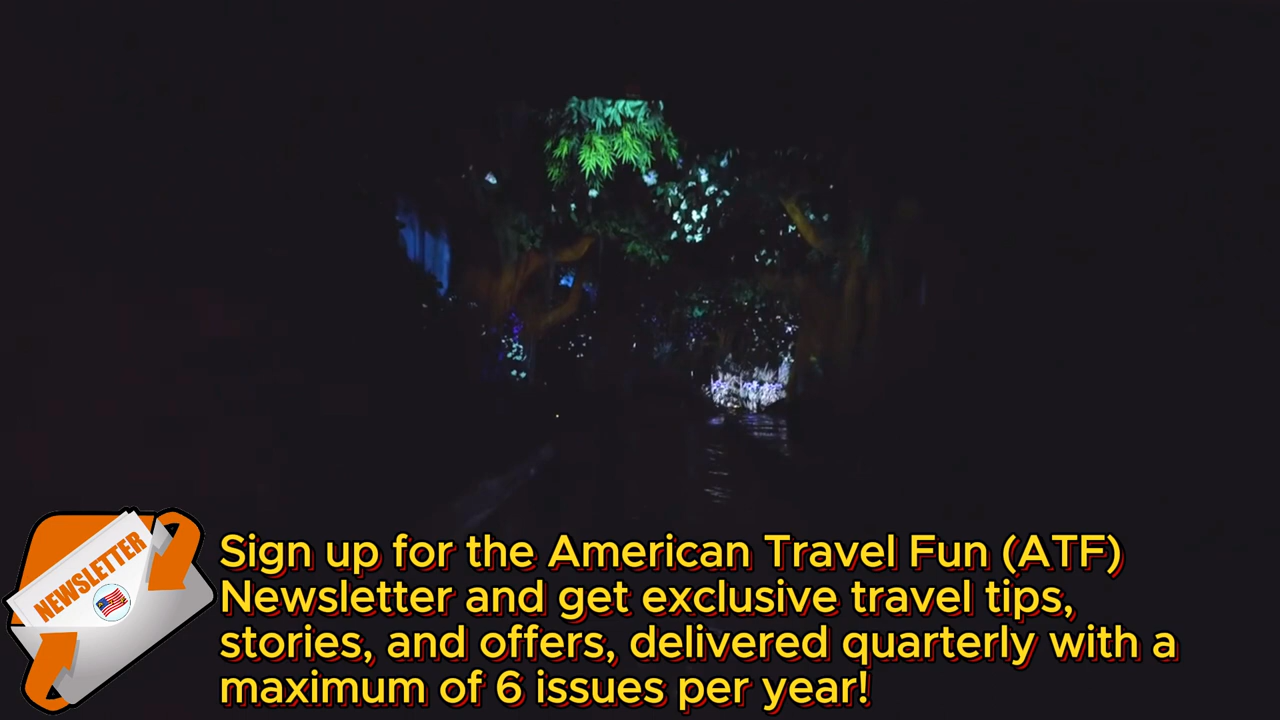 NEWSLETTER
Sign up for the American Travel Fun (ATF)
Newsletter and get exclusive travel tips,
stories, and offers, delivered quarterly with a
maximum of 6 issues per year!